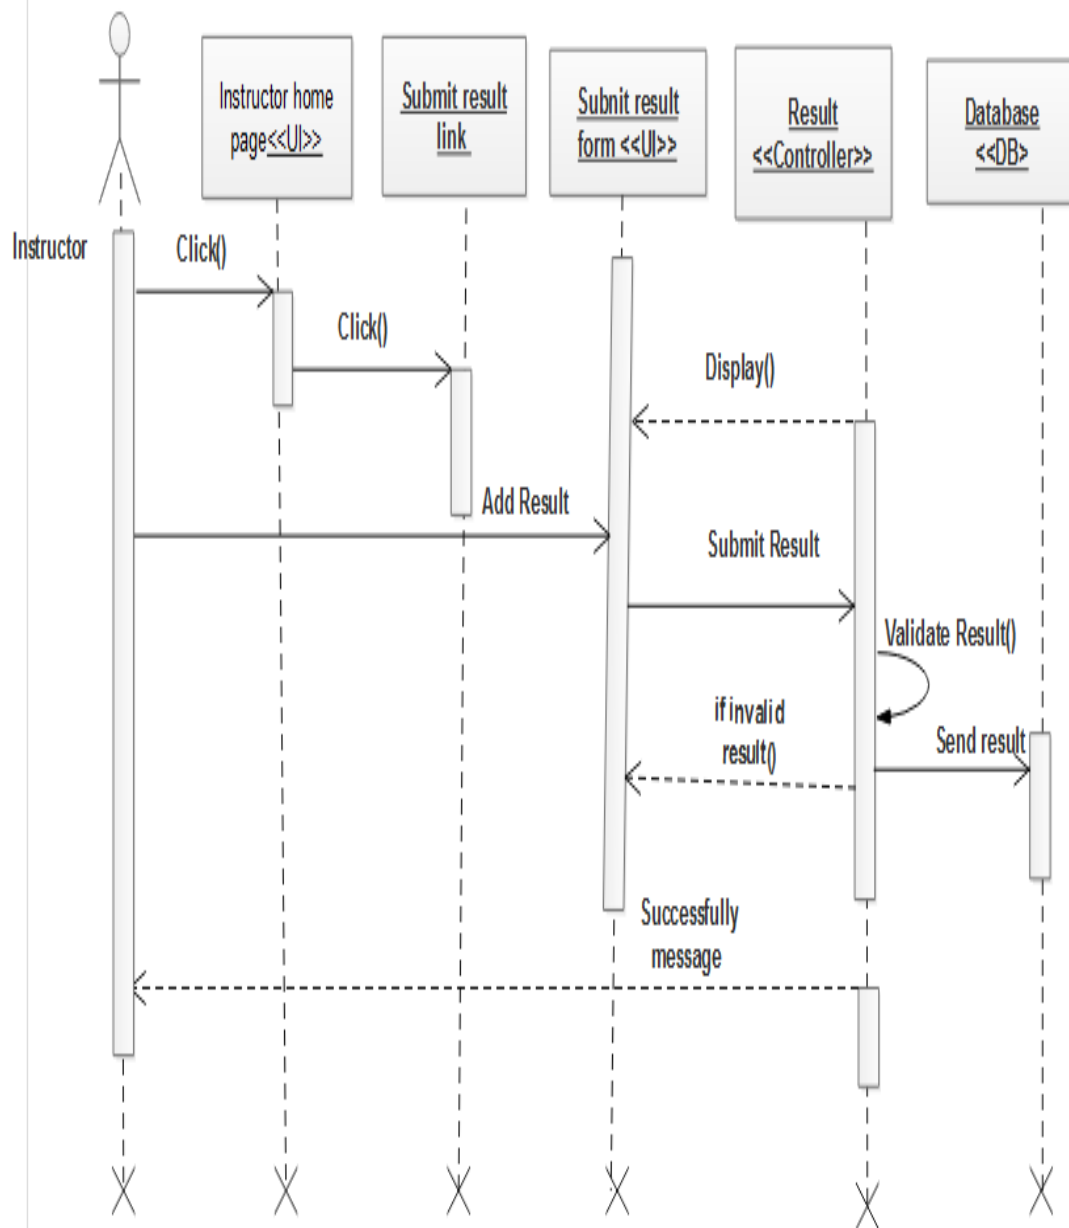 Instructor home
page<<UI>>
Submit result
link
Subnit result
form <<UI>>
Result
<<Controller>>
Database
<<DB>
Instructor
Click()
Click()
Display()
Add Result
Submit Result
Validate Result()
if invalid
result()
Send result
Successfully
message